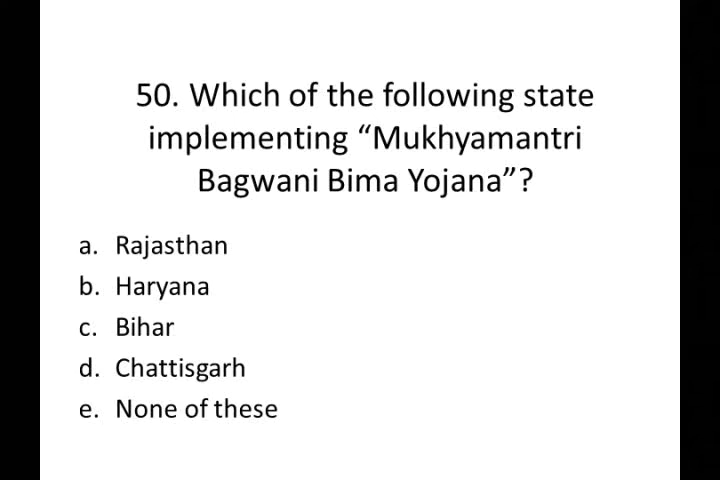 50. Which of the following state
implementing “Mukhyamantri
Bagwani Bima Yojana”?
a. Rajasthan
b. Haryana
c. Bihar
d. Chattisgarh
e. None of these